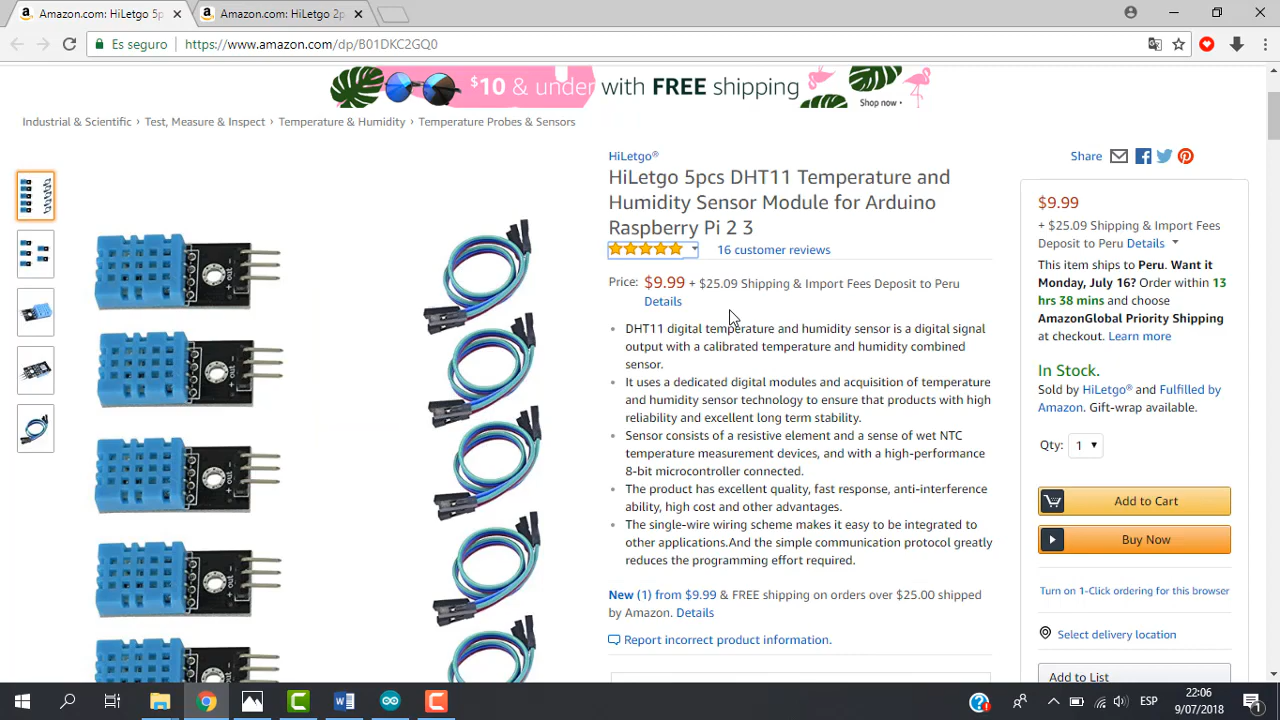 Amazon.com: HiLetgo 5p
Amazon.com: HiLetgo 2p
Es seguro
https://www.amazon.com/dp/B01DKC2GQ0
$10 & under with FREE shipping
Shop now
Industrial & Scientific › Test, Measure & Inspect › Temperature & Humidity › Temperature Probes & Sensors
HiLetgo®
HiLetgo 5pcs DHT11 Temperature and
Humidity Sensor Module for Arduino
Raspberry Pi 2 3
16 customer reviews
Price: $9.99 + $25.09 Shipping & Import Fees Deposit to Peru
Details
• DHT11 digital temperature and humidity sensor is a digital signal
output with a calibrated temperature and humidity combined
sensor.
• It uses a dedicated digital modules and acquisition of temperature
and humidity sensor technology to ensure that products with high
reliability and excellent long term stability.
• Sensor consists of a resistive element and a sense of wet NTC
temperature measurement devices, and with a high-performance
8-bit microcontroller connected.
• The product has excellent quality, fast response, anti-interference
ability, high cost and other advantages.
• The single-wire wiring scheme makes it easy to be integrated to
other applications.And the simple communication protocol greatly
reduces the programming effort required.
New (1) from $9.99 & FREE shipping on orders over $25.00 shipped
by Amazon. Details
Report incorrect product information.
Share
$9.99
+ $25.09 Shipping & Import Fees
Deposit to Peru Details
This item ships to Peru. Want it
Monday, July 16? Order within 13
hrs 38 mins and choose
AmazonGlobal Priority Shipping
at checkout. Learn more
In Stock.
Sold by HiLetgo® and Fulfilled by
Amazon. Gift-wrap available.
Qty: 1
Add to Cart
Buy Now
Turn on 1-Click ordering for this browser
Select delivery location
Add to List
+ out -
+ out -
+ out -
+ out -
+ out -
ESP
22:06
9/07/2018